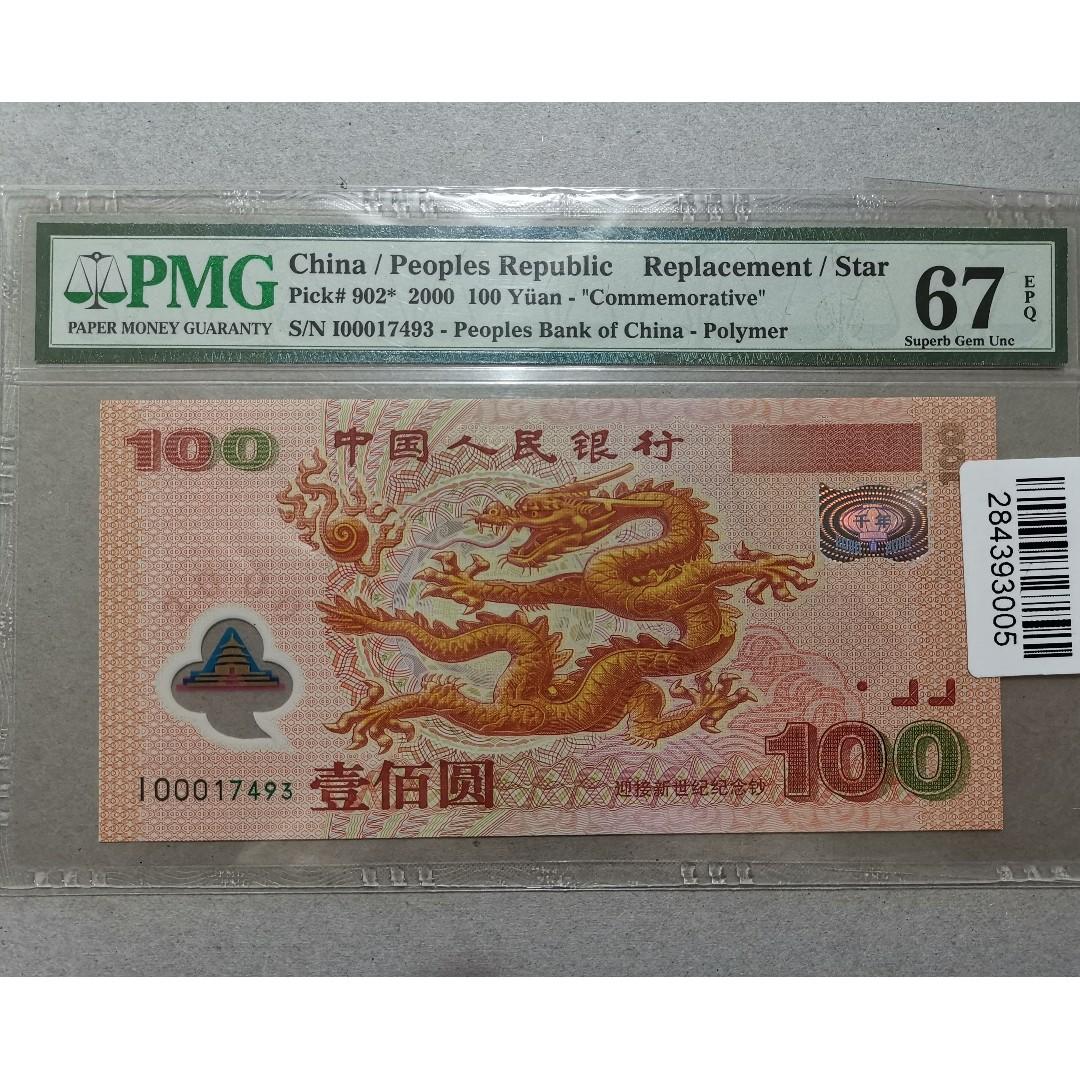 PMG
PAPER MONEY GUARANTY
China / Peoples Republic Replacement / Star
Pick# 902* 2000 100 Yüan - "Commemorative"
S/N I00017493 - Peoples Bank of China - Polymer
67
EPQ
Superb Gem Unc
100
中国人民银行
100
千年
284393005
I00017493
壹佰圆
迎接新世纪纪念钞
100